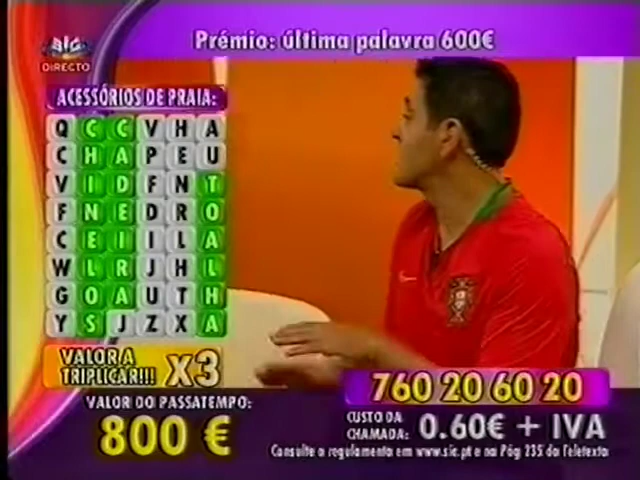 Prémio: última palavra 600€
SIC
DIRECTO
ACESSÓRIOS DE PRAIA:
Q C C V H A
C H A P E U
V I D F N T
F N E D R O
C E I I L A
W L R J H L
G O A U T H
Y S J Z X A
VALOR A
TRIPLICAR!!! X3
VALOR DO PASSATEMPO:
800 €
760 20 60 20
CUSTO DA
CHAMADA: 0.60€ + IVA
Consulte o regulamento em www.sic.pt e na Pág 235 do Teletexto